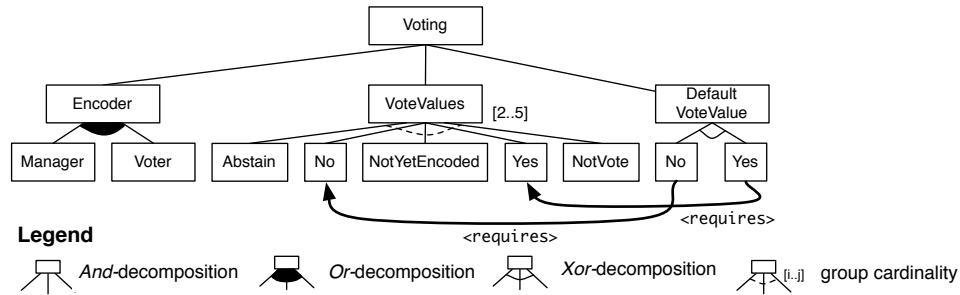 Voting
Encoder
VoteValues
[2..5]
Default
VoteValue
Manager
Voter
Abstain
No
NotYetEncoded
Yes
NotVote
No
Yes
<requires>
<requires>
Legend
And-decomposition
Or-decomposition
Xor-decomposition
[i..j]
group cardinality